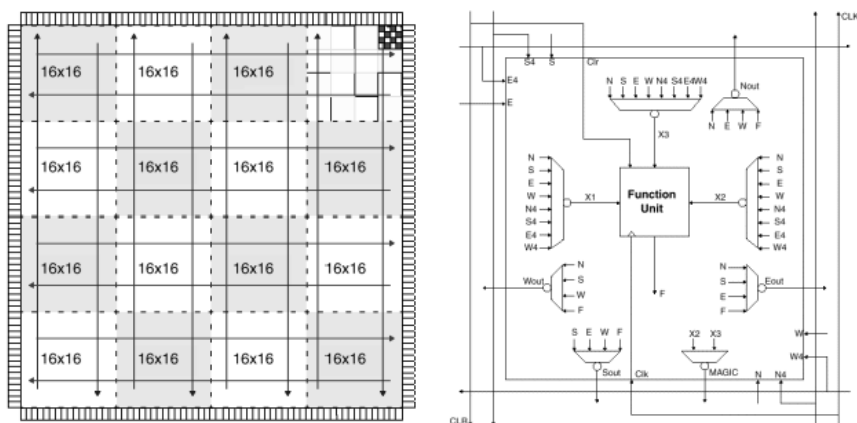 16x16 16x16 16x16
16x16 16x16 16x16 16x16
16x16 16x16 16x16 16x16
16x16 16x16 16x16 16x16
CLK
S4 S Clr
E4
E
N S E W N4 S4 E4 W4
X3
Nout
N E W F
N
S
E
W
N4
S4
E4
W4
X1
Function
Unit
X2
N
S
E
W
N4
S4
E4
W4
Wout
N
S
W
F
F
N
S
E
F
Eout
S E W F
Sout
X2 X3
MAGIC
Clk
W
W4
N N4
CLR